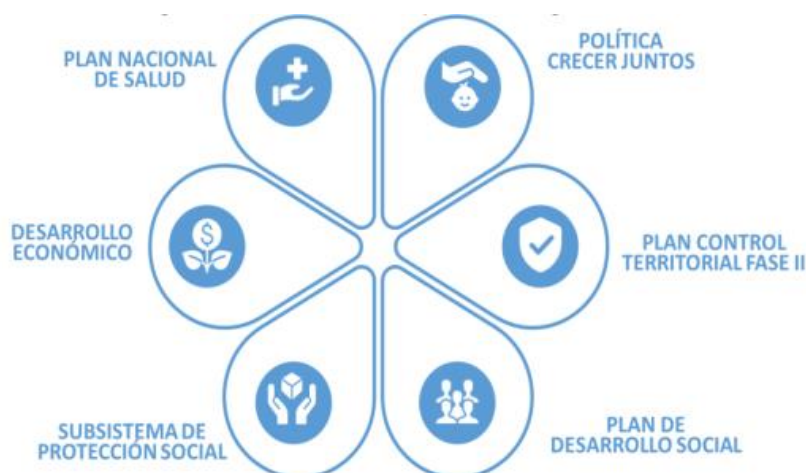 PLAN NACIONAL
DE SALUD
POLÍTICA
CRECER JUNTOS
DESARROLLO
ECONÓMICO
PLAN CONTROL
TERRITORIAL FASE II
SUBSISTEMA DE
PROTECCIÓN SOCIAL
PLAN DE
DESARROLLO SOCIAL